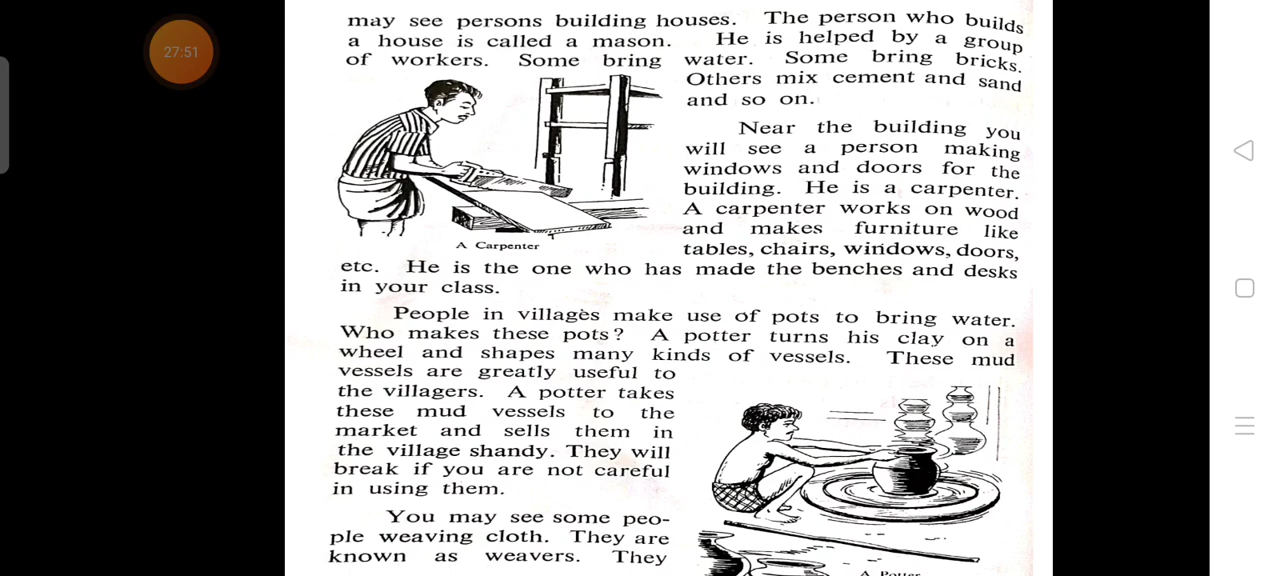 27:51
may see persons building houses. The person who builds
a house is called a mason. He is helped by a group
of workers. Some bring water. Some bring bricks.
Others mix cement and sand
and so on.
Near the building you
will see a person making
windows and doors for the
building. He is a carpenter.
A carpenter works on wood
and makes furniture like
tables, chairs, windows, doors,
A Carpenter
etc. He is the one who has made the benches and desks
in your class.
People in villages make use of pots to bring water.
Who makes these pots? A potter turns his clay on a
wheel and shapes many kinds of vessels. These mud
vessels are greatly useful to
the villagers. A potter takes
these mud vessels to the
market and sells them in
the village shandy. They will
break if you are not careful
in using them.
You may see some peo-
ple weaving cloth. They are
known as weavers. They
A Potter